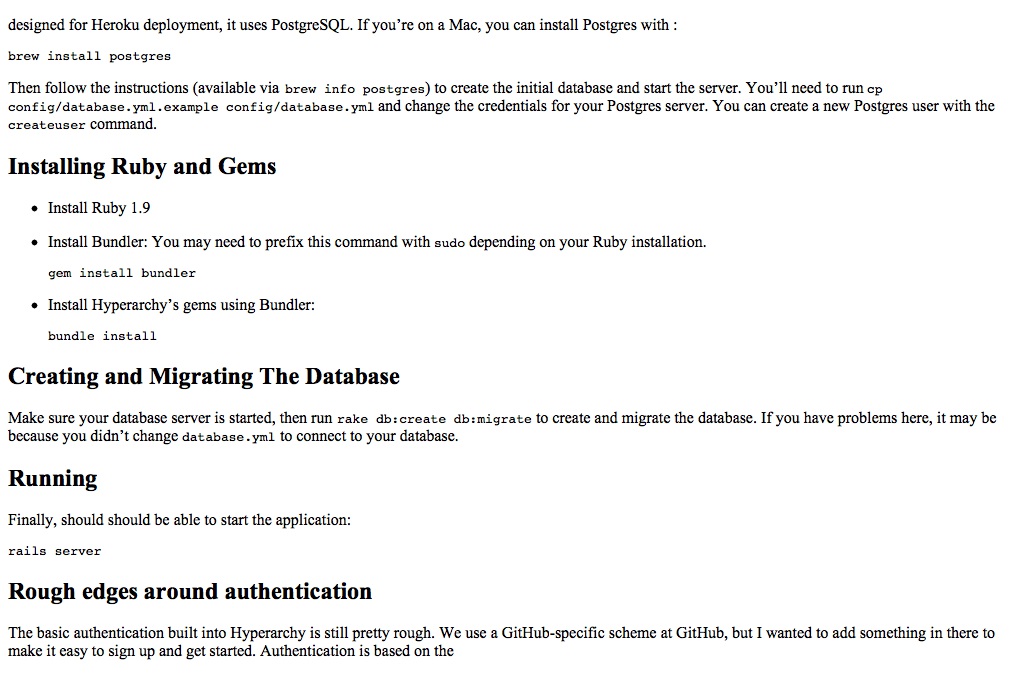 designed for Heroku deployment, it uses PostgreSQL. If you’re on a Mac, you can install Postgres with :
brew install postgres
Then follow the instructions (available via brew info postgres) to create the initial database and start the server. You’ll need to run cp
config/database.yml.example config/database.yml and change the credentials for your Postgres server. You can create a new Postgres user with the
createuser command.
Installing Ruby and Gems
• Install Ruby 1.9
• Install Bundler: You may need to prefix this command with sudo depending on your Ruby installation.
gem install bundler
• Install Hyperarchy’s gems using Bundler:
bundle install
Creating and Migrating The Database
Make sure your database server is started, then run rake db:create db:migrate to create and migrate the database. If you have problems here, it may be
because you didn’t change database.yml to connect to your database.
Running
Finally, should should be able to start the application:
rails server
Rough edges around authentication
The basic authentication built into Hyperarchy is still pretty rough. We use a GitHub-specific scheme at GitHub, but I wanted to add something in there to
make it easy to sign up and get started. Authentication is based on the